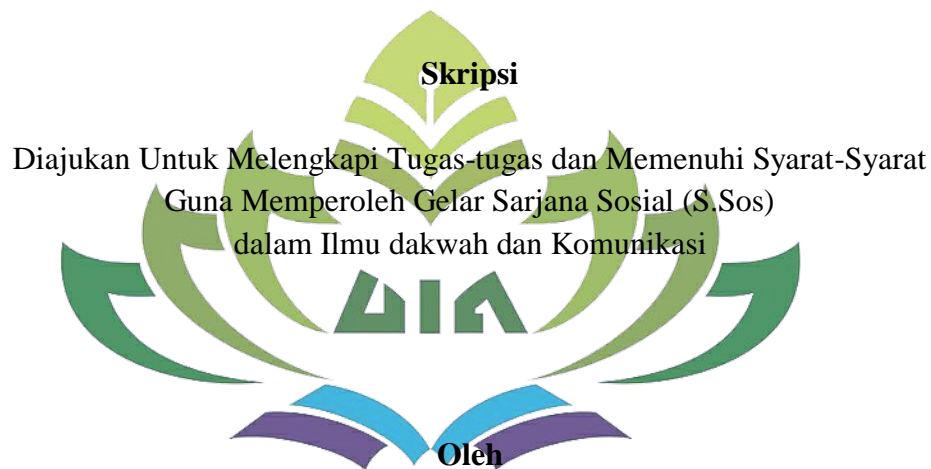 Skripsi
Diajukan Untuk Melengkapi Tugas-tugas dan Memenuhi Syarat-Syarat
Guna Memperoleh Gelar Sarjana Sosial (S.Sos)
dalam Ilmu dakwah dan Komunikasi
UIN
Oleh